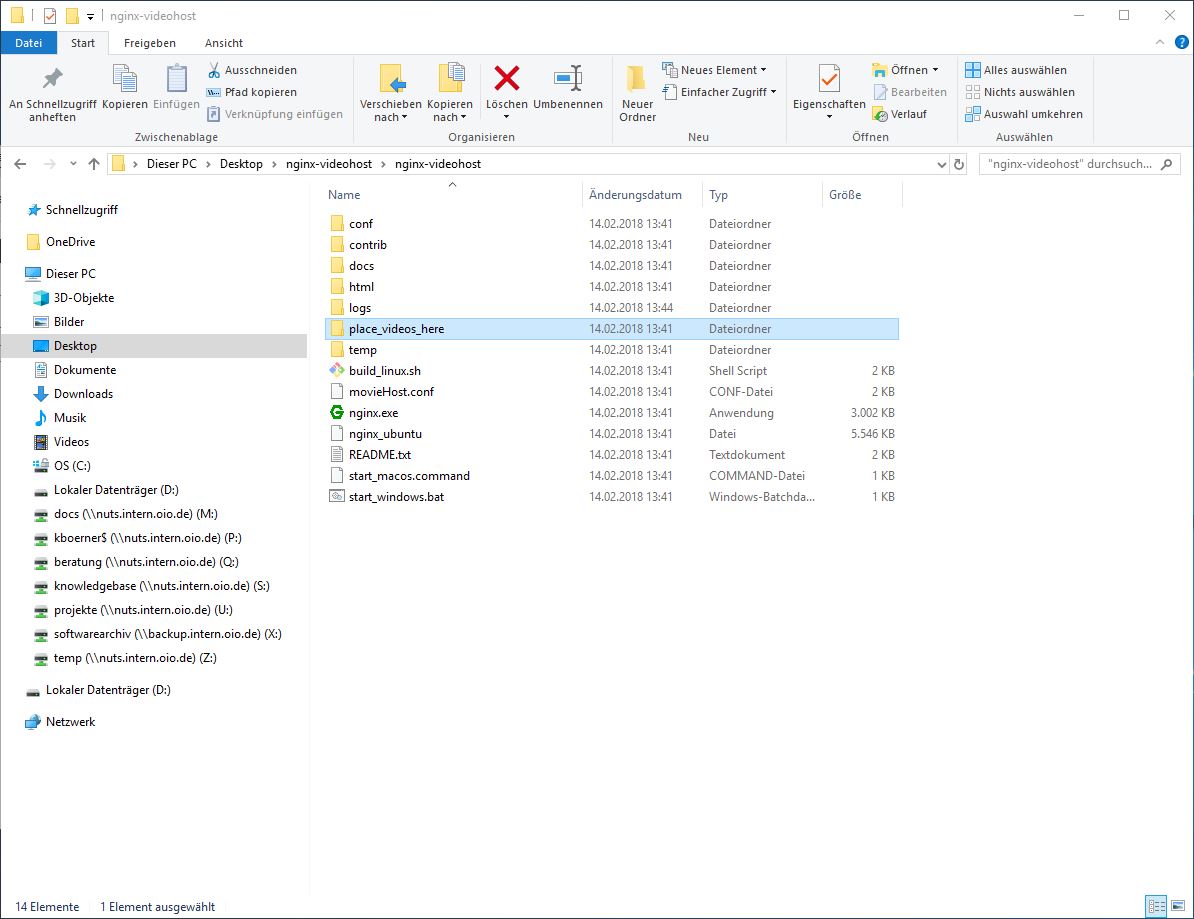 nginx-videohost
Datei Start Freigeben Ansicht
An Schnellzugriff anheften
Kopieren
Einfügen
Ausschneiden
Pfad kopieren
Verknüpfung einfügen
Zwischenablage
Verschieben nach
Kopieren nach
Löschen
Umbenennen
Organisieren
Neuer Ordner
Neues Element
Einfacher Zugriff
Neu
Eigenschaften
Öffnen
Bearbeiten
Verlauf
Öffnen
Alles auswählen
Nichts auswählen
Auswahl umkehren
Auswählen
Dieser PC > Desktop > nginx-videohost > nginx-videohost
"nginx-videohost" durchsuch...
Schnellzugriff
OneDrive
Dieser PC
3D-Objekte
Bilder
Desktop
Dokumente
Downloads
Musik
Videos
OS (C:)
Lokaler Datenträger (D:)
docs (\\nuts.intern.oio.de) (M:)
kboerner$ (\\nuts.intern.oio.de) (P:)
beratung (\\nuts.intern.oio.de) (Q:)
knowledgebase (\\nuts.intern.oio.de) (S:)
projekte (\\nuts.intern.oio.de) (U:)
softwarearchiv (\\backup.intern.oio.de) (X:)
temp (\\nuts.intern.oio.de) (Z:)
Lokaler Datenträger (D:)
Netzwerk
Name Änderungsdatum Typ Größe
conf 14.02.2018 13:41 Dateiordner
contrib 14.02.2018 13:41 Dateiordner
docs 14.02.2018 13:41 Dateiordner
html 14.02.2018 13:41 Dateiordner
logs 14.02.2018 13:44 Dateiordner
place_videos_here 14.02.2018 13:41 Dateiordner
temp 14.02.2018 13:41 Dateiordner
build_linux.sh 14.02.2018 13:41 Shell Script 2 KB
movieHost.conf 14.02.2018 13:41 CONF-Datei 2 KB
nginx.exe 14.02.2018 13:41 Anwendung 3.002 KB
nginx_ubuntu 14.02.2018 13:41 Datei 5.546 KB
README.txt 14.02.2018 13:41 Textdokument 2 KB
start_macos.command 14.02.2018 13:41 COMMAND-Datei 1 KB
start_windows.bat 14.02.2018 13:41 Windows-Batchda... 1 KB
14 Elemente 1 Element ausgewählt